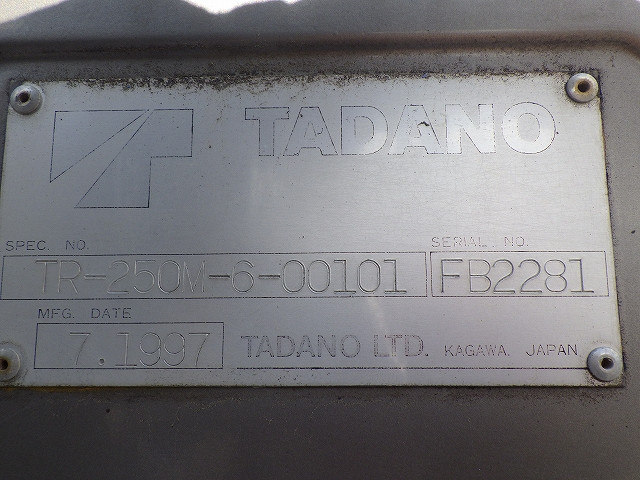 TADANO
SPEC. NO.
TR-250M-6-00101
SERIAL NO.
FB2281
MFG. DATE
7.1997
TADANO LTD. KAGAWA. JAPAN.